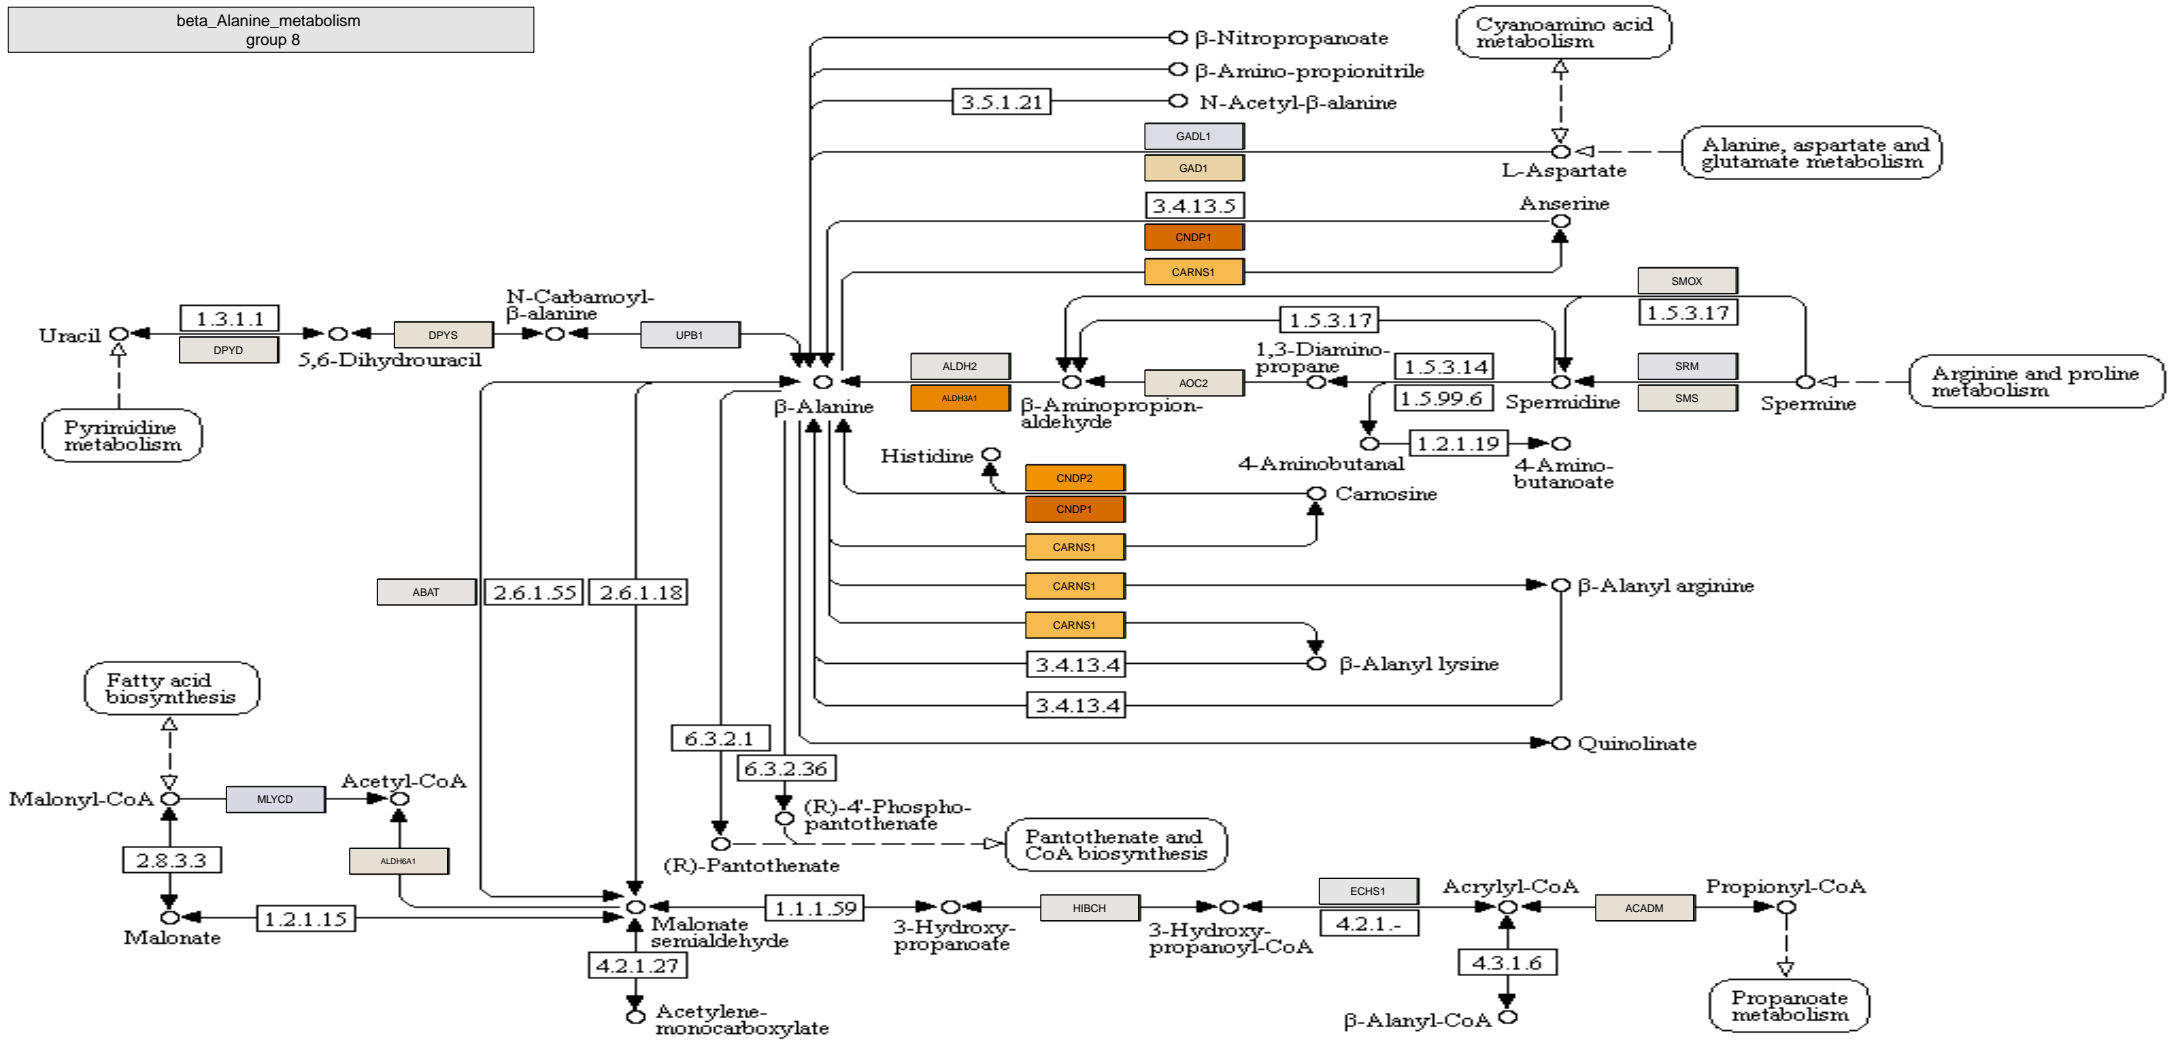 beta_Alanine_metabolism
group 8
β-Nitropropanoate
β-Amino-propionitrile
3.5.1.21
N-Acetyl-β-alanine
Cyanoamino acid
metabolism
GADL1
GAD1
L-Aspartate
Alanine, aspartate and
glutamate metabolism
3.4.13.5
Anserine
CNDP1
CARNS1
SMOX
1.5.3.17
1.5.3.17
Uracil
1.3.1.1
DPYD
5,6-Dihydrouracil
DPYS
N-Carbamoyl-
β-alanine
UPB1
Pyrimidine
metabolism
β-Alanine
ALDH2
ALDH3A1
β-Aminopropion-
aldehyde
AOC2
1,3-Diamino-
propane
1.5.3.14
1.5.99.6
Spermidine
SRM
SMS
Spermine
Arginine and proline
metabolism
4-Aminobutanal
1.2.1.19
4-Amino-
butanoate
Histidine
CNDP2
CNDP1
Carnosine
CARNS1
CARNS1
β-Alanyl arginine
CARNS1
3.4.13.4
β-Alanyl lysine
3.4.13.4
ABAT
2.6.1.55
2.6.1.18
Quinolinate
6.3.2.1
6.3.2.36
(R)-4'-Phospho-
pantothenate
(R)-Pantothenate
Pantothenate and
CoA biosynthesis
Fatty acid
biosynthesis
Malonyl-CoA
MLYCD
Acetyl-CoA
2.8.3.3
ALDH6A1
Malonate
1.2.1.15
Malonate
semialdehyde
1.1.1.59
3-Hydroxy-
propanoate
HIBCH
3-Hydroxy-
propanoyl-CoA
ECHS1
4.2.1.-
Acrylyl-CoA
ACADM
Propionyl-CoA
4.2.1.27
Acetylene-
monocarboxylate
4.3.1.6
β-Alanyl-CoA
Propanoate
metabolism